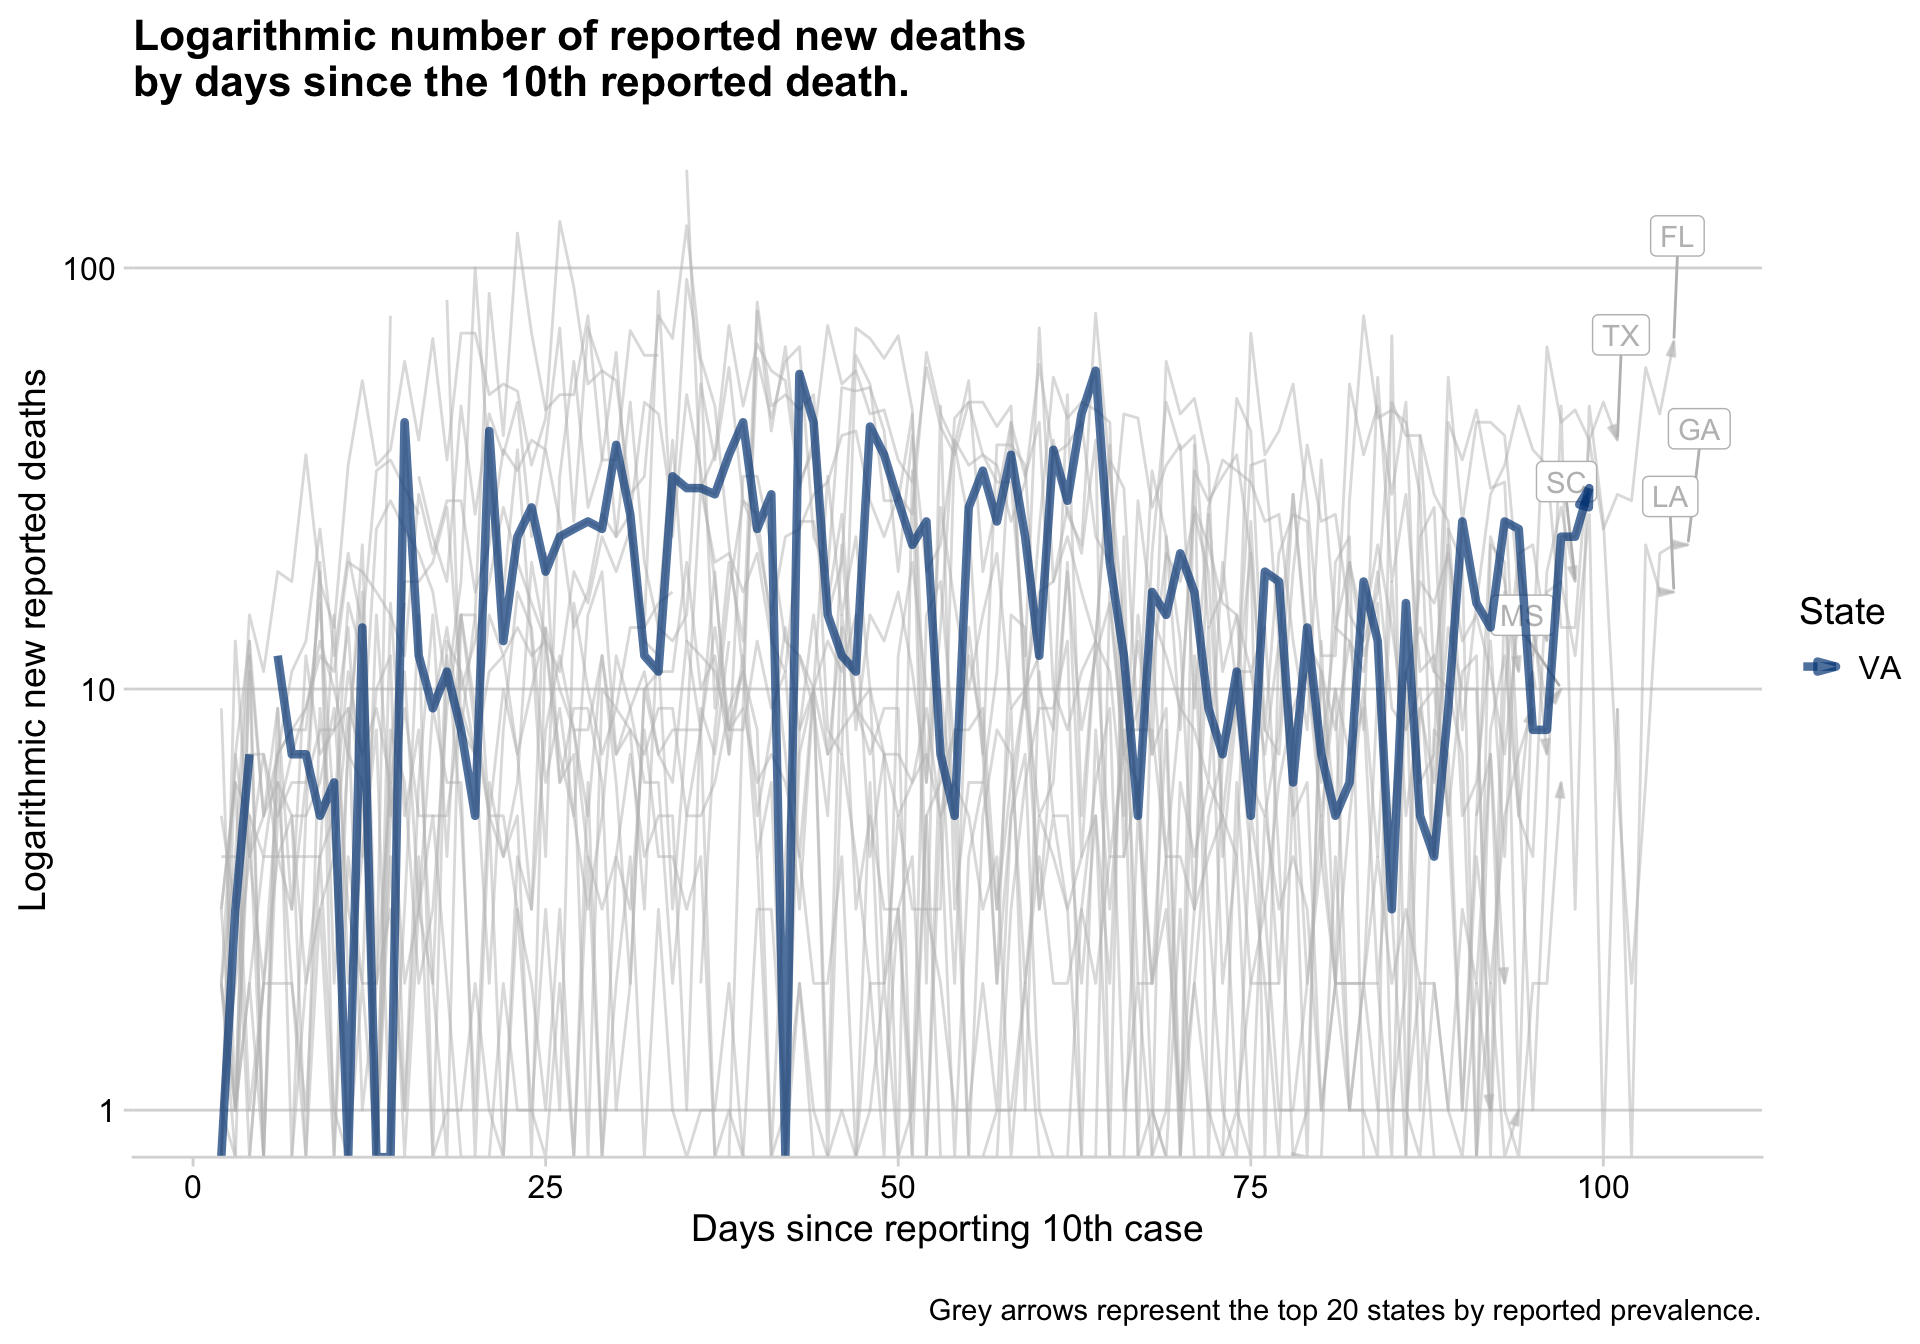 Logarithmic number of reported new deaths
by days since the 10th reported death.
Logarithmic new reported deaths
100
10
1
FL
TX
GA
SC
LA
MS
State
VA
0
25
50
75
100
Days since reporting 10th case
Grey arrows represent the top 20 states by reported prevalence.